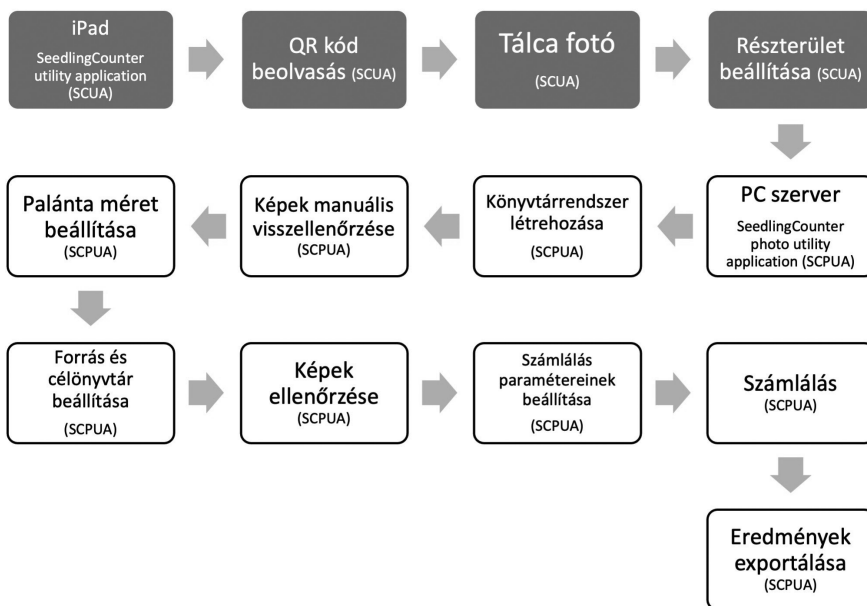 iPad
SeedlingCounter
utility application
(SCUA)
QR kód
beolvasás (SCUA)
Tálca fotó
(SCUA)
Részterület
beállítása (SCUA)
PC szerver
SeedlingCounter
photo utility
application (SCPUA)
Könyvtárrendszer
létrehozása
(SCPUA)
Képek manuális
visszellenőrzése
(SCPUA)
Palánta méret
beállítása
(SCPUA)
Forrás és
célönyvtár
beállítása
(SCPUA)
Képek
ellenőrzése
(SCPUA)
Számlálás
paramétereinek
beállítása
(SCPUA)
Számlálás
(SCPUA)
Eredmények
exportálása
(SCPUA)